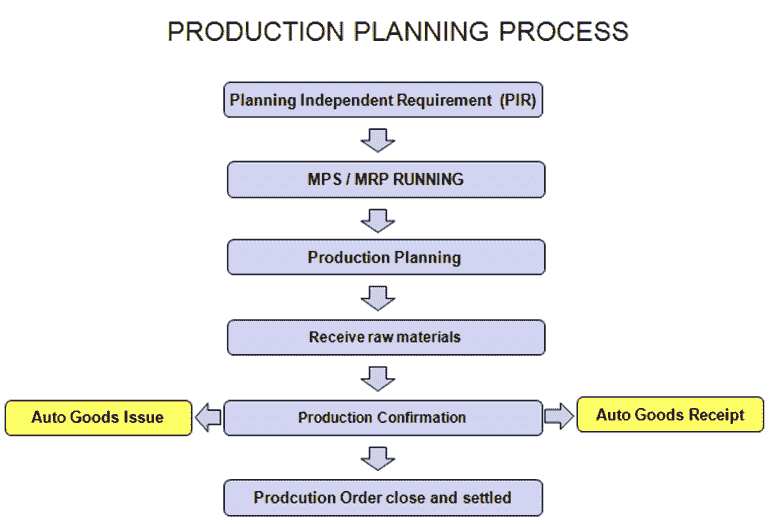 PRODUCTION PLANNING PROCESS
Planning Independent Requirement (PIR)
MPS / MRP RUNNING
Production Planning
Receive raw materials
Auto Goods Issue
Production Confirmation
Auto Goods Receipt
Prodcution Order close and settled